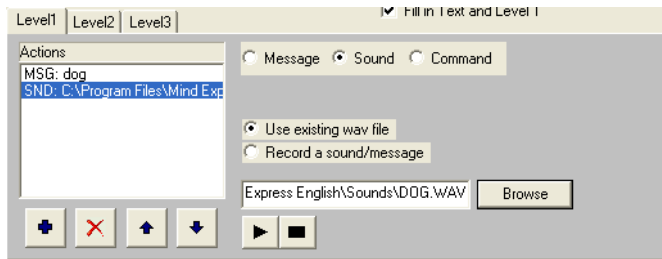 Fill in Text and Level 1
Level1 Level2 Level3
Actions
Message Sound Command
MSG: dog
SND: C:\Program Files\Mind Exp
Use existing wav file
Record a sound/message
Express English\Sounds\DOG.WAV Browse